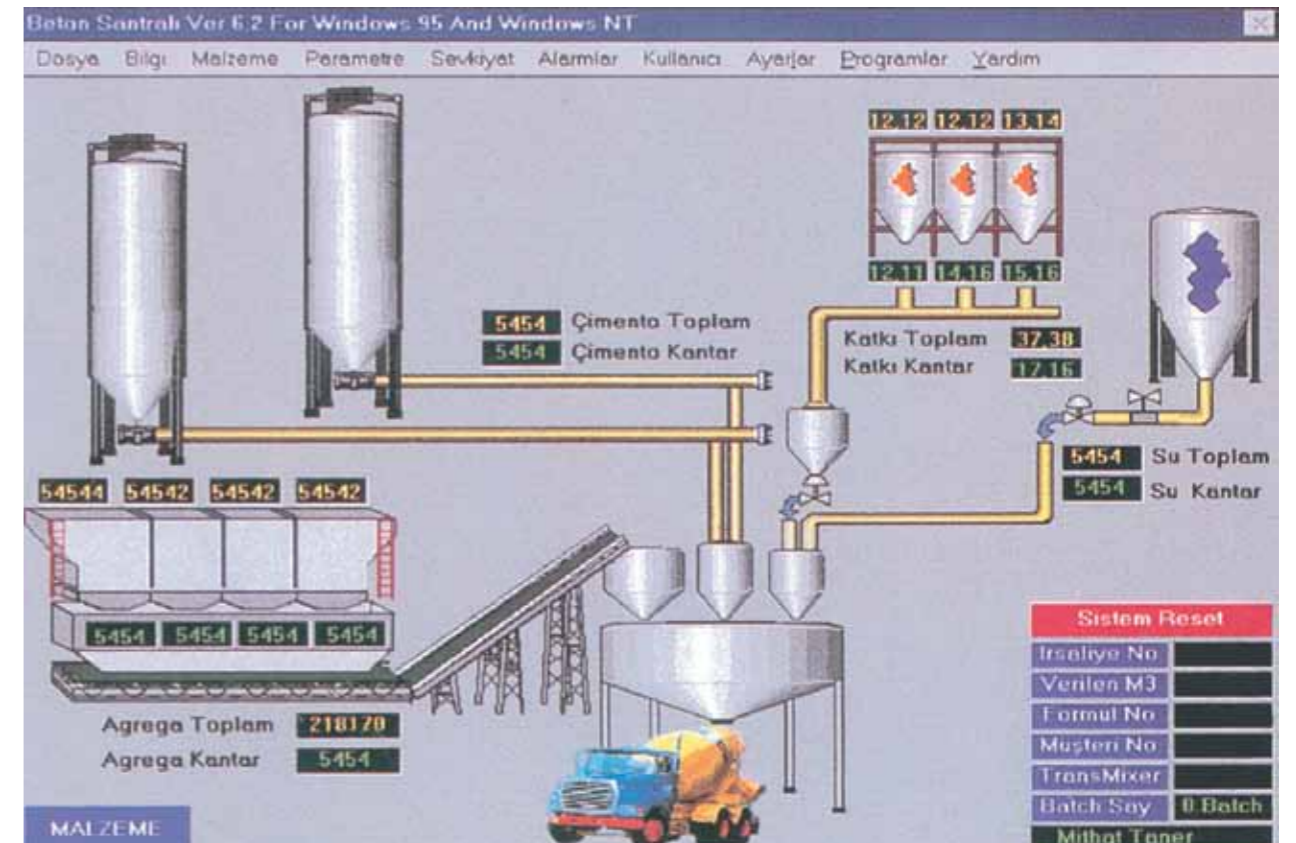 Beton Santralı Ver 6.2 For Windows 95 And Windows NT
Dosya Bilgi Malzeme Parametre Sevkiyat Alarmlar Kullanıcı Ayarlar Programlar Yardım
12,12 12,12 13,14
12,11 14,16 15,16
5454 Çimento Toplam
5454 Çimento Kantar
Katkı Toplam 37,38
Katkı Kantar 17,16
5454 Su Toplam
5454 Su Kantar
54544 54542 54542 54542
5454 5454 5454 5454
Agrega Toplam 218170
Agrega Kantar 5454
Sistem Reset
Irsaliye No
Verilen M3
Formul No
Müşteri No
TransMixer
Batch Say 0.Batch
Mithat Taner
MALZEME